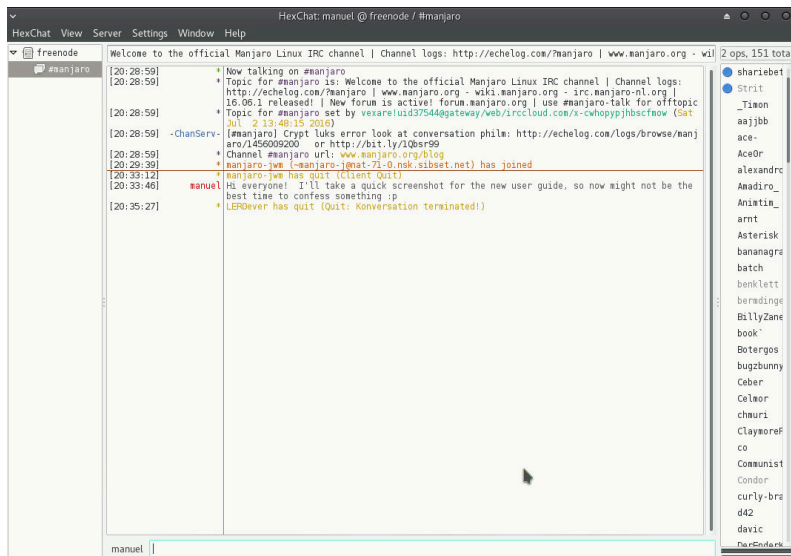 HexChat: manuel @ freenode / #manjaro
HexChat View Server Settings Window Help
freenode
#manjaro
Welcome to the official Manjaro Linux IRC channel | Channel logs: http://echelog.com/?manjaro | www.manjaro.org - wil
2 ops, 151 tota
[20:28:59] * Now talking on #manjaro
[20:28:59] * Topic for #manjaro is: Welcome to the official Manjaro Linux IRC channel | Channel logs:
http://echelog.com/?manjaro | www.manjaro.org - wiki.manjaro.org - irc.manjaro-nl.org |
16.06.1 released! | New forum is active! forum.manjaro.org | use #manjaro-talk for offtopic
[20:28:59] * Topic for #manjaro set by vexare!uid37544@gateway/web/irccloud.com/x-cwhopypjhbscfmow (Sat
Jul 2 13:48:15 2016)
[20:28:59] -ChanServ- [#manjaro] Crypt luks error look at conversation philm: http://echelog.com/logs/browse/manj
aro/1456009200 or http://bit.ly/1Qbsr99
[20:28:59] * Channel #manjaro url: www.manjaro.org/blog
[20:29:39] * manjaro-jwm (~manjaro-j@nat-71-0.nsk.sibset.net) has joined
[20:33:12] * manjaro-jwm has quit (Client Quit)
[20:33:46] manuel Hi everyone! I'll take a quick screenshot for the new user guide, so now might not be the
best time to confess something :p
[20:35:27] * LEROever has quit (Quit: Konversation terminated!)
sharieбet
Strit
_Timon
aajjbb
ace-
AceOr
alexandro
Amadiro_
Animtim_
arnt
Asterisk
bananagra
batch
benklett
bermdinge
BillyZane
book`
Botergos
bugzbunny
Ceber
Celmor
chmuri
ClaymoreF
co
Communist
Condor
curly-bra
d42
davic
manuel